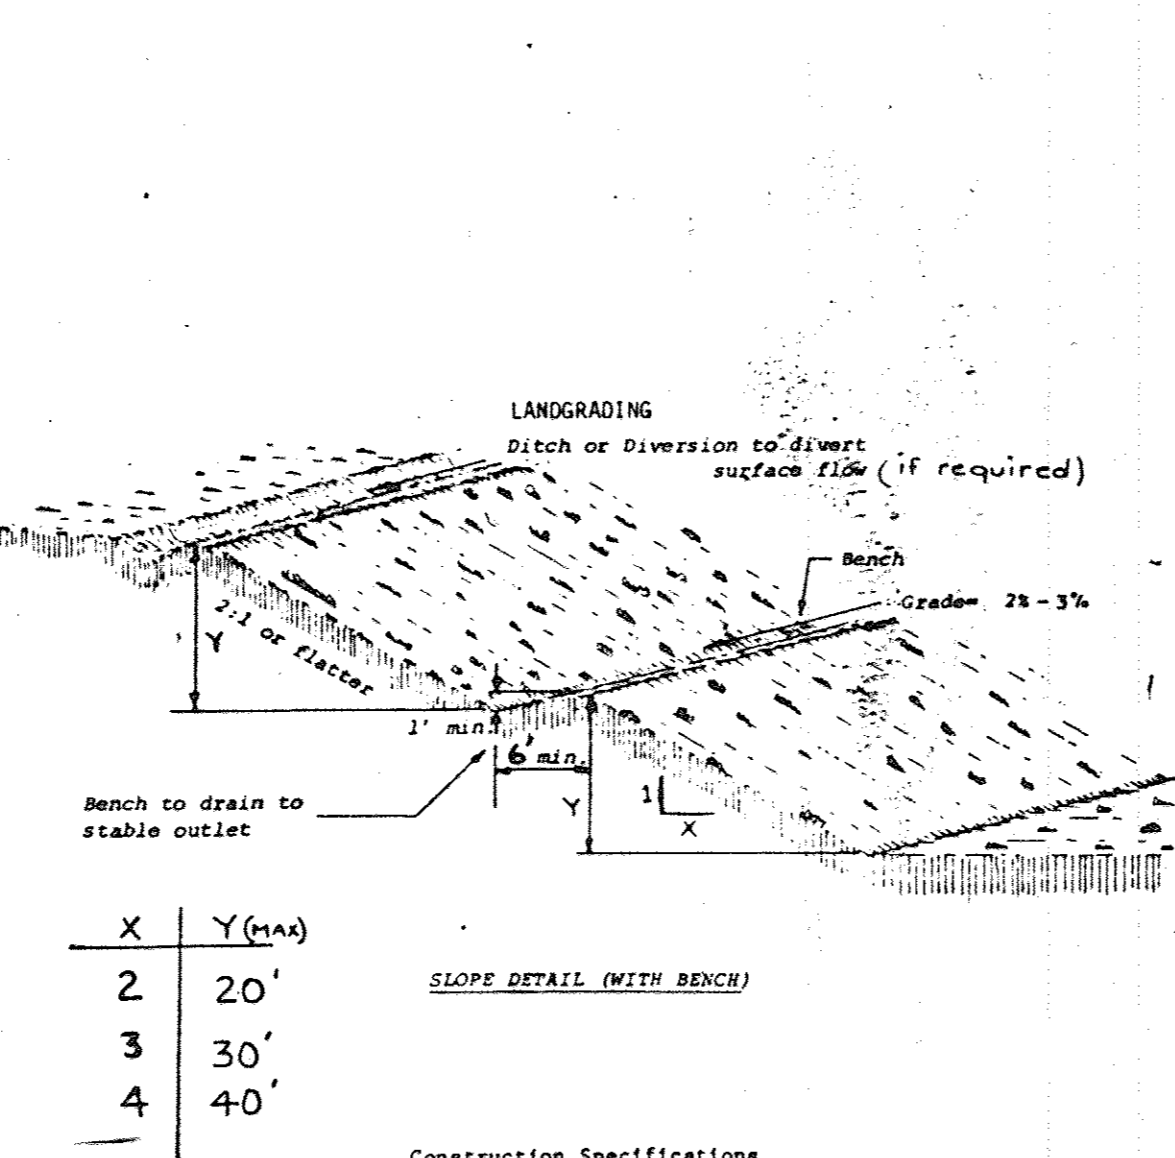 LANDGRADING
Ditch or Diversion to divert
surface flow (if required)
Bench
Grade= 2% - 3%
2:1 or flatter
Y
1' min.
6' min.
Y
1
X
Bench to drain to
stable outlet
X Y (MAX)
2 20'
3 30'
4 40'
SLOPE DETAIL (WITH BENCH)
Construction Specifications